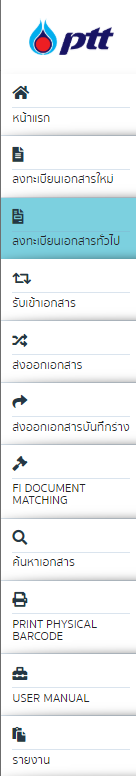 ptt
หน้าแรก
ลงทะเบียนเอกสารใหม่
ลงทะเบียนเอกสารทั่วไป
รับเข้าเอกสาร
ส่งออกเอกสาร
ส่งออกเอกสารบันทึกร่าง
FI DOCUMENT
MATCHING
ค้นหาเอกสาร
PRINT PHYSICAL
BARCODE
USER MANUAL
รายงาน